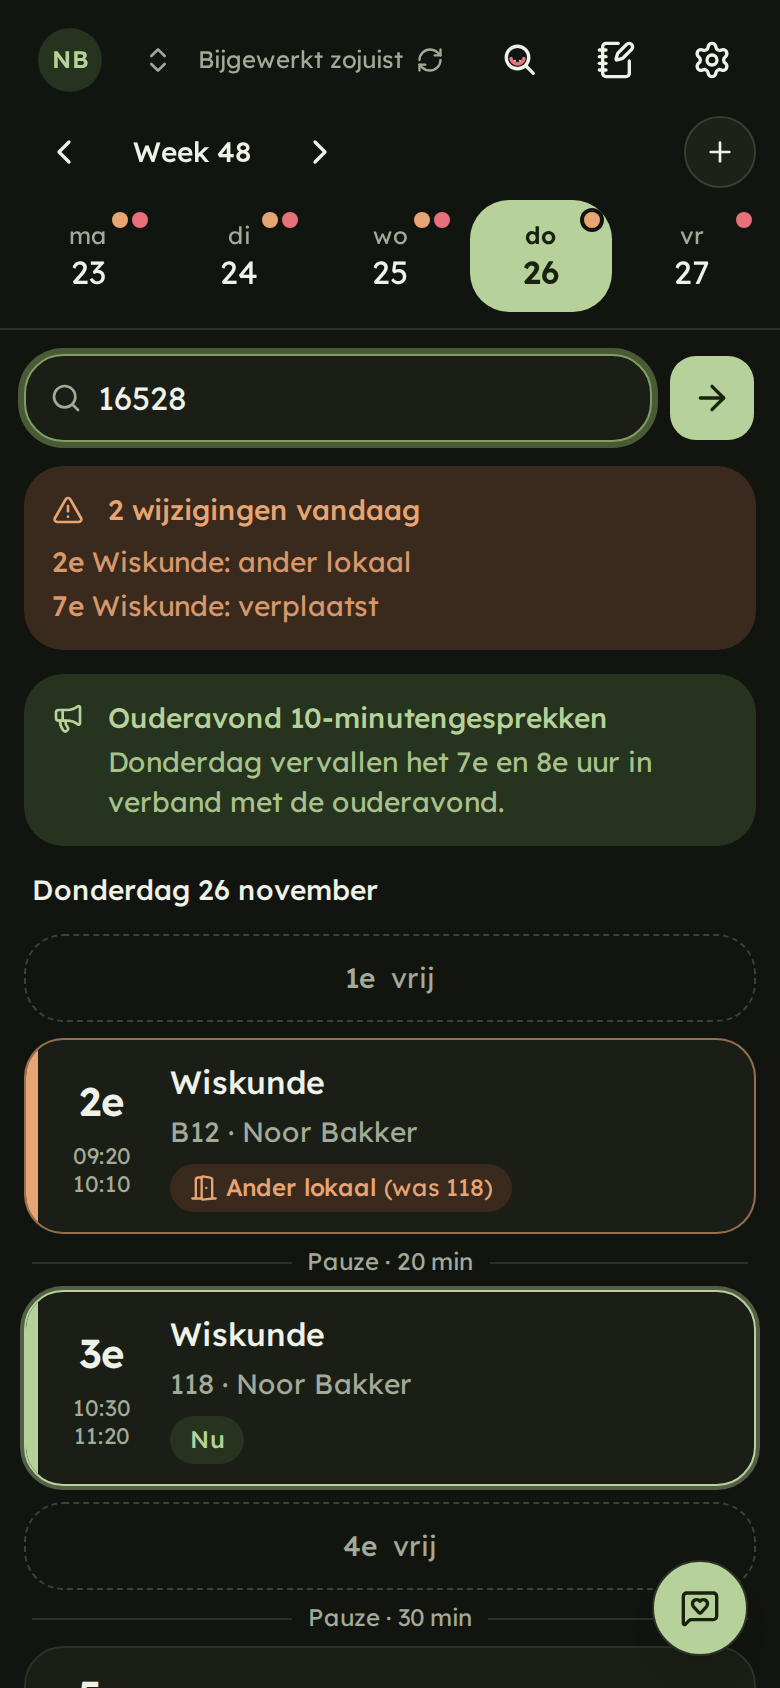 NB
Bijgewerkt zojuist
Week 48
ma di wo do vr
23 24 25 26 27
16528
2 wijzigingen vandaag
2e Wiskunde: ander lokaal
7e Wiskunde: verplaatst
Ouderavond 10-minutengesprekken
Donderdag vervallen het 7e en 8e uur in
verband met de ouderavond.
Donderdag 26 november
1e vrij
2e
09:20
10:10
Wiskunde
B12 · Noor Bakker
Ander lokaal (was 118)
Pauze · 20 min
3e
10:30
11:20
Wiskunde
118 · Noor Bakker
Nu
4e vrij
Pauze · 30 min